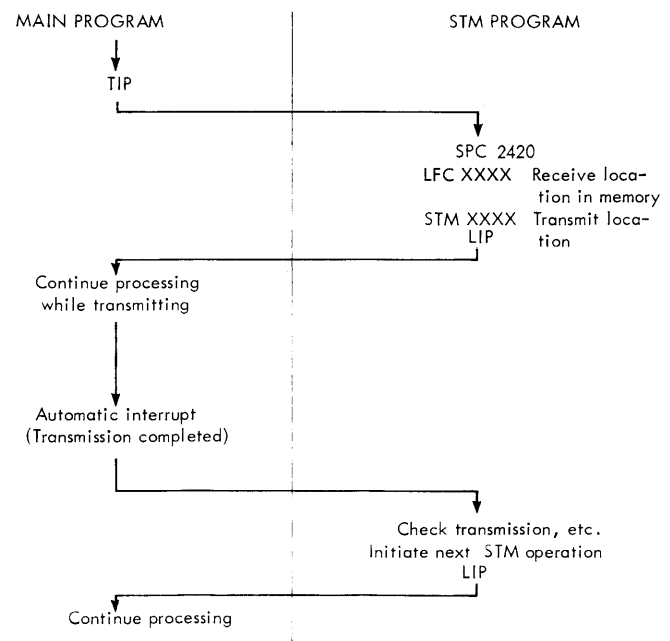 MAIN PROGRAM
STM PROGRAM
TIP
SPC 2420
LFC XXXX Receive loca-
tion in memory
STM XXXX Transmit loca-
LIP tion
Continue processing
while transmitting
Automatic interrupt
(Transmission completed)
Check transmission, etc.
Initiate next STM operation
LIP
Continue processing